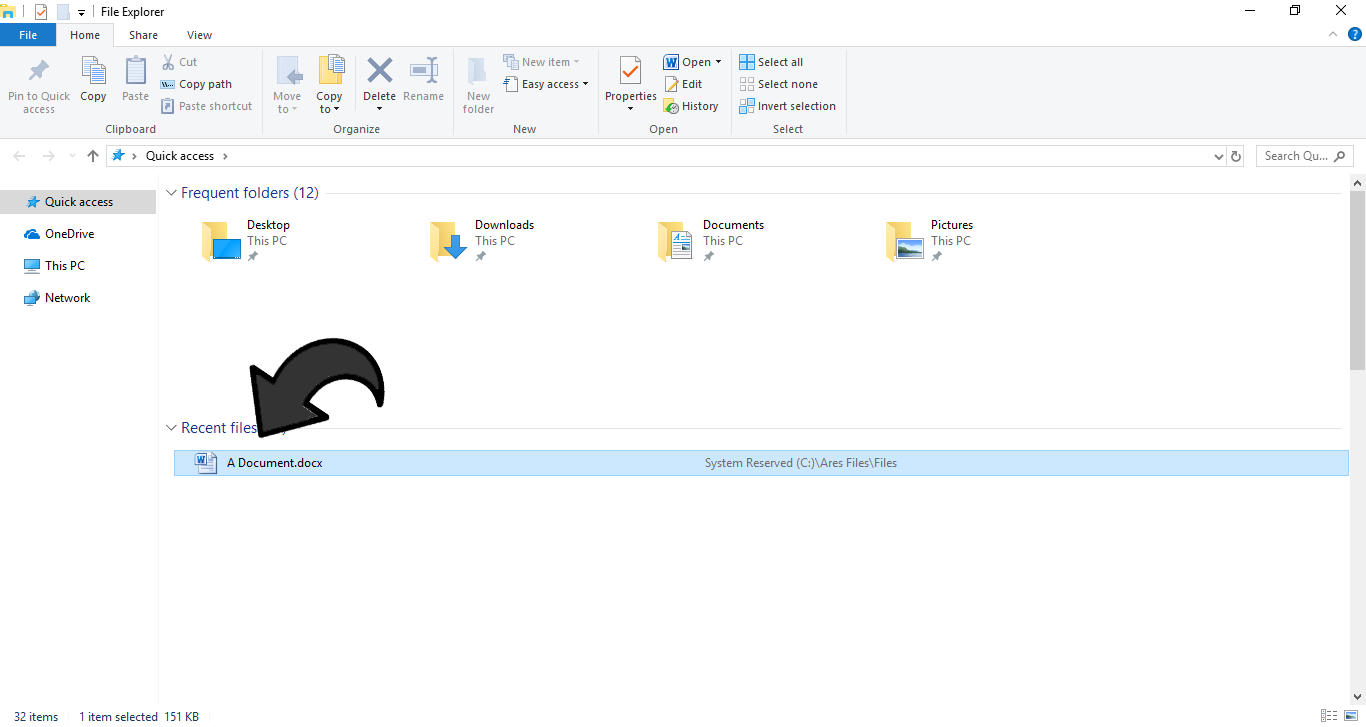 File Explorer
File Home Share View
Pin to Quick access
Copy
Paste
Cut
Copy path
Paste shortcut
Clipboard
Move to
Copy to
Delete
Rename
Organize
New folder
New item
Easy access
New
Properties
Open
Edit
History
Open
Select all
Select none
Invert selection
Select
Quick access
Search Qu...
Quick access
OneDrive
This PC
Network
Frequent folders (12)
Desktop
This PC
Downloads
This PC
Documents
This PC
Pictures
This PC
Recent files
A Document.docx System Reserved (C:)\Ares Files\Files
32 items 1 item selected 151 KB